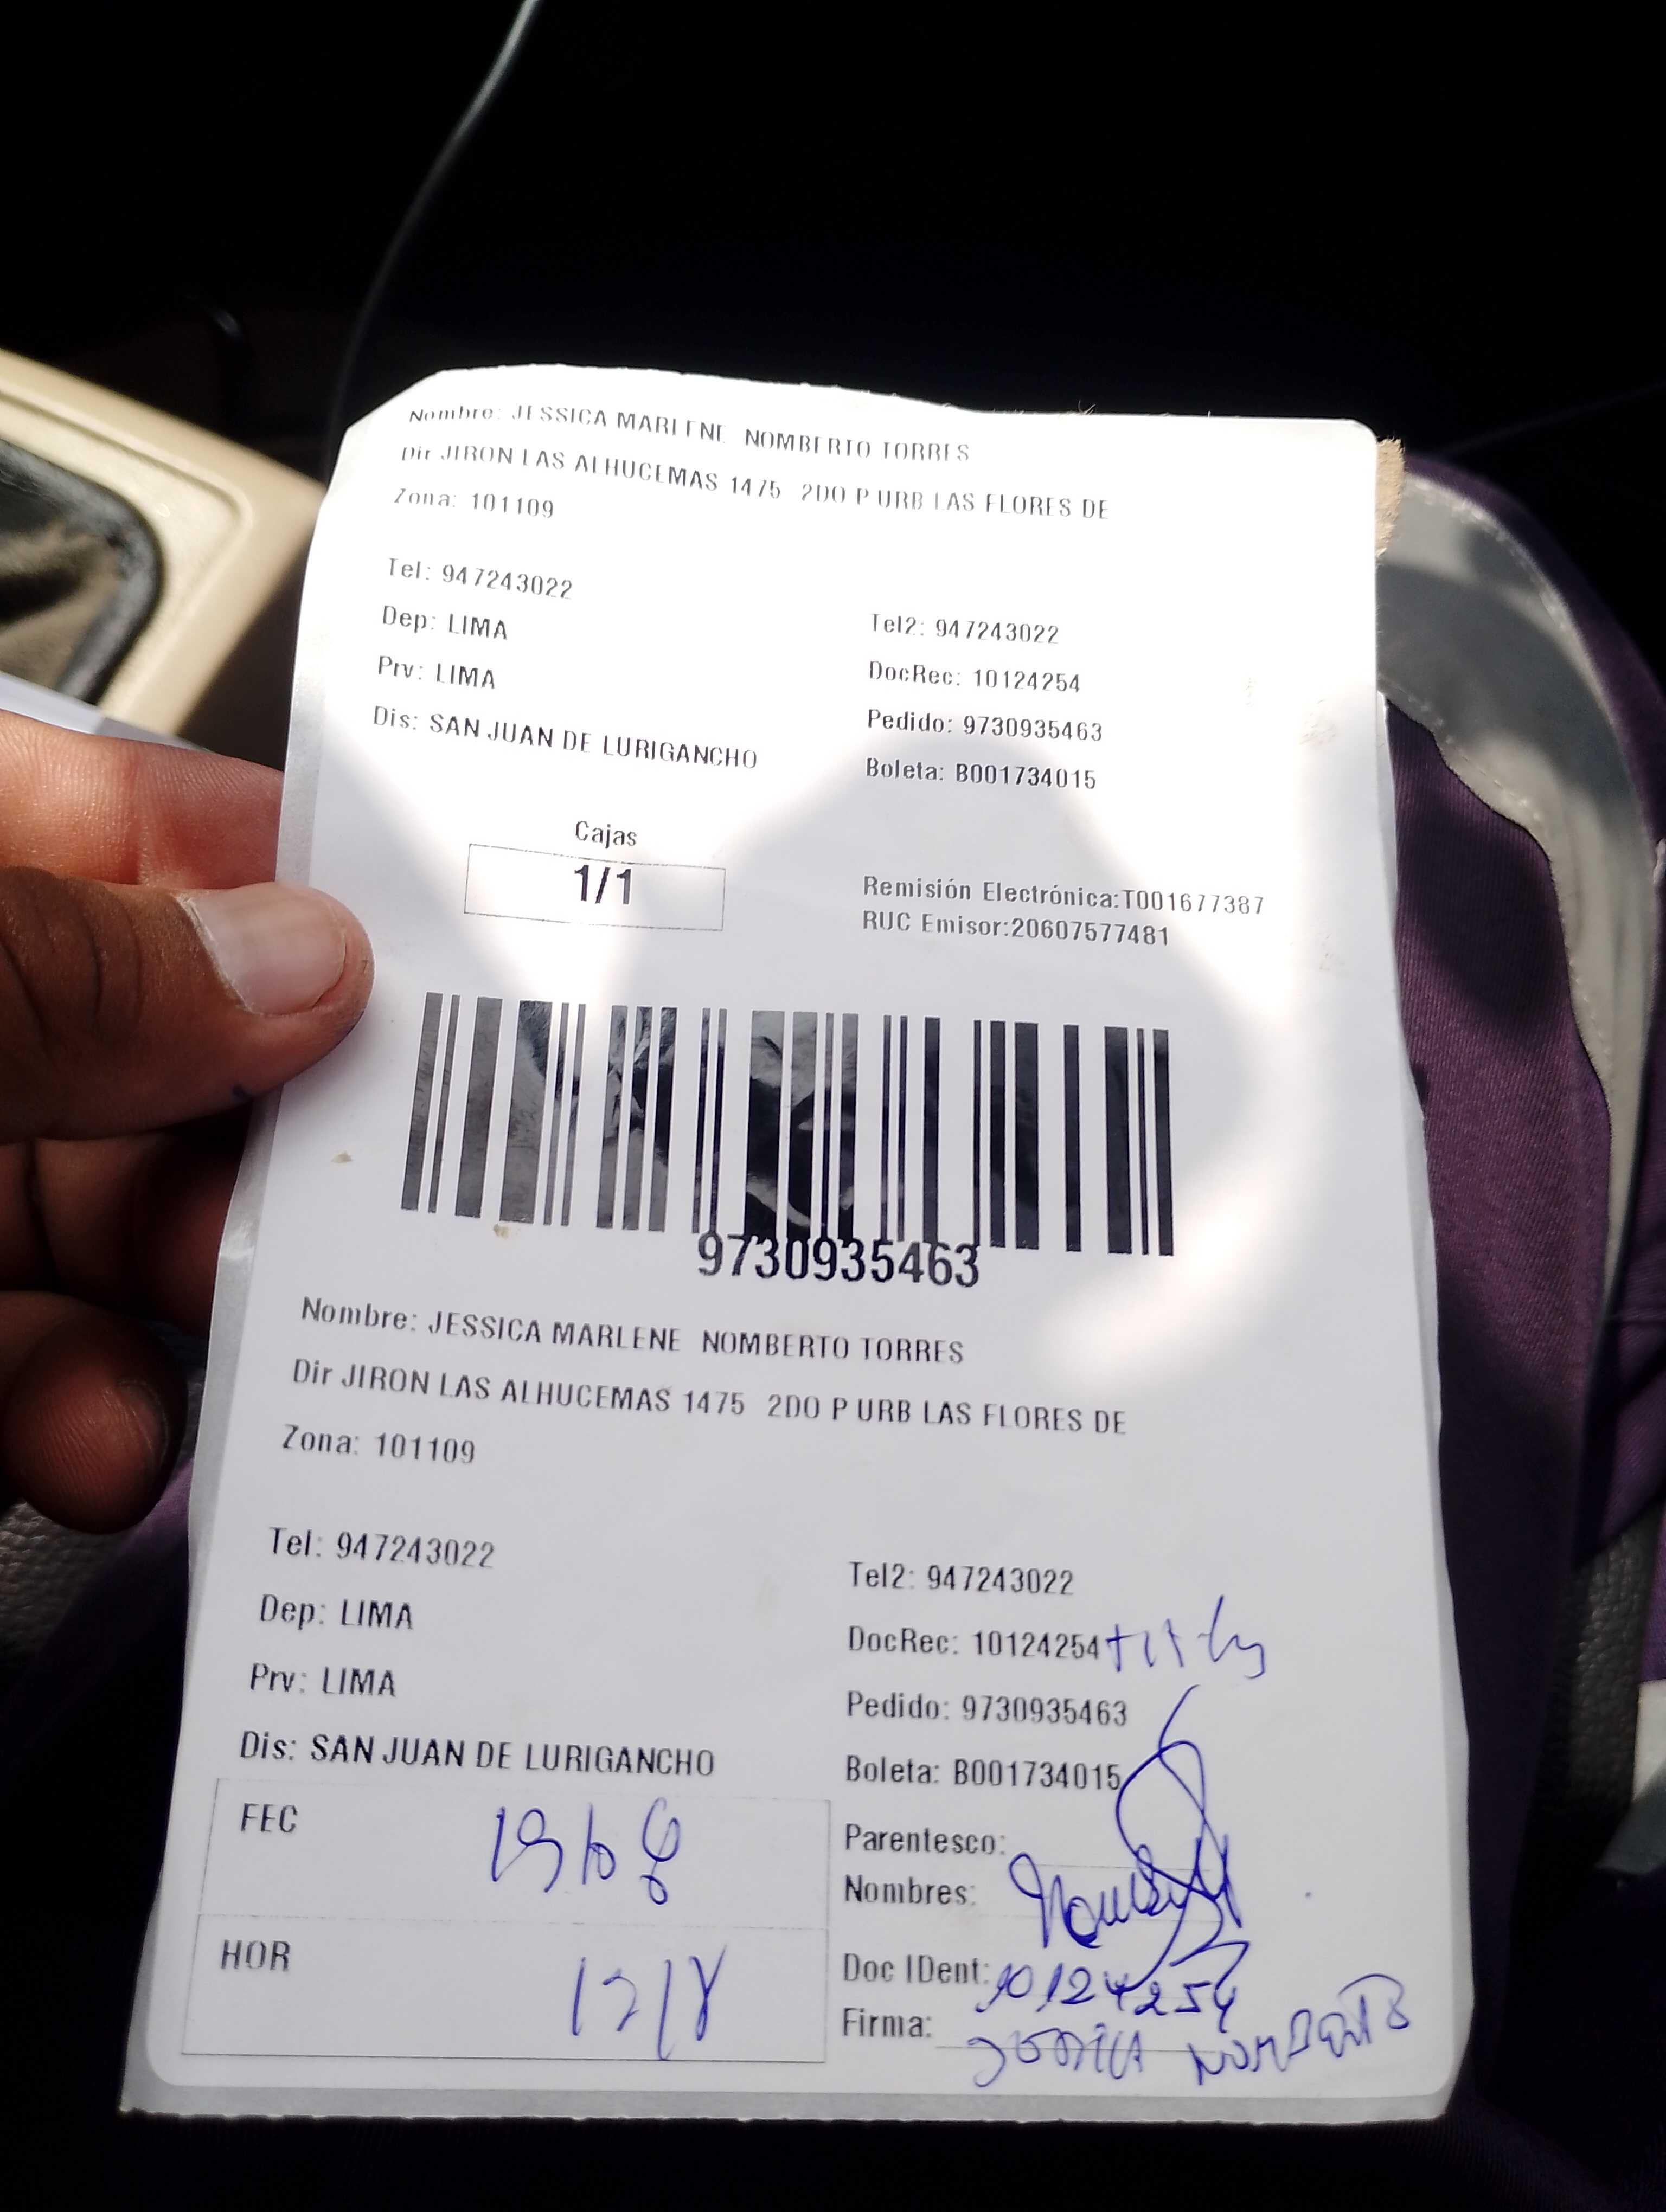 Nombre: JESSICA MARLENE NOMBERTO TORRES
Dir JIRON LAS ALHUCEMAS 1475 2DO P URB LAS FLORES DE
Zona: 101109
Tel: 947243022
Tel2: 947243022
Dep: LIMA
DocRec: 10124254
Prv: LIMA
Pedido: 9730935463
Dis: SAN JUAN DE LURIGANCHO
Boleta: B001734015
Cajas
1/1
Remisión Electrónica:T001677387
RUC Emisor:20607577481
9730935463
Nombre: JESSICA MARLENE NOMBERTO TORRES
Dir JIRON LAS ALHUCEMAS 1475 2DO P URB LAS FLORES DE
Zona: 101109
Tel: 947243022
Tel2: 947243022
Dep: LIMA
DocRec: 10124254
Prv: LIMA
Pedido: 9730935463
Dis: SAN JUAN DE LURIGANCHO
Boleta: B001734015
FEC
Parentesco:
Nombres:
HOR
Doc IDent: 10124254
Firma: